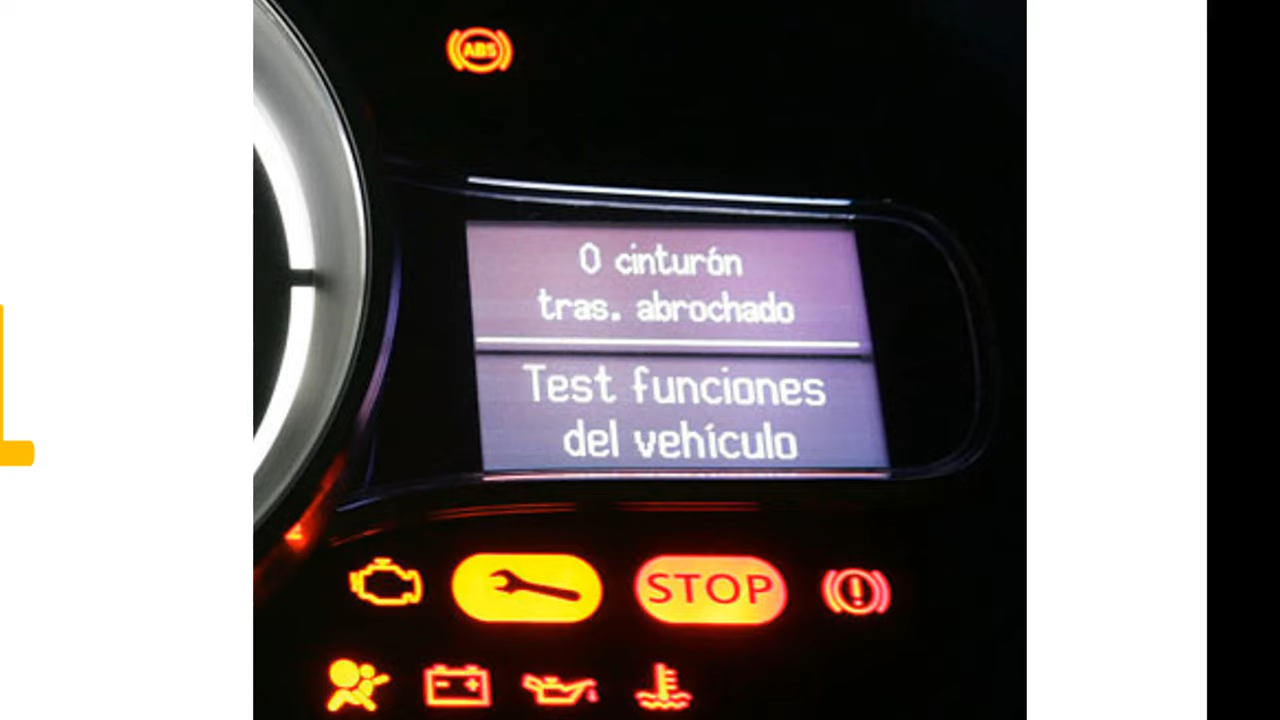 ABS
0 cinturón
tras. abrochado
Test funciones
del vehículo
STOP